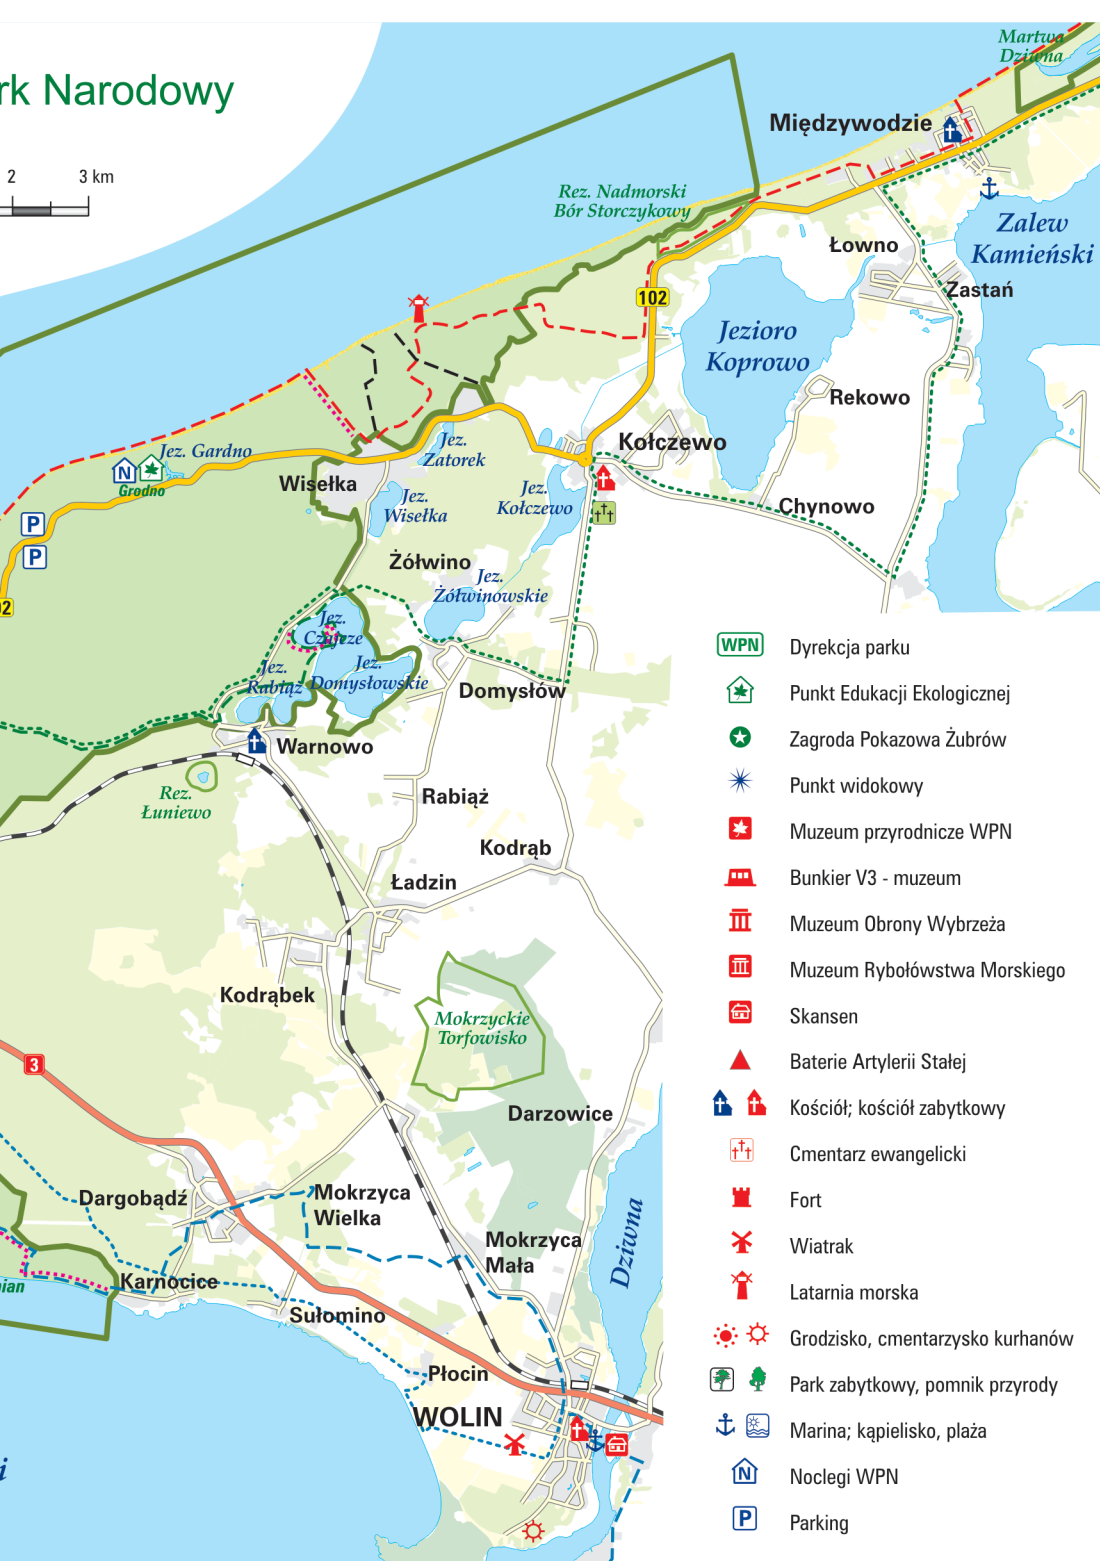 rk Narodowy
2
3 km
Martwa
Dziwna
Międzywodzie
Rez. Nadmorski
Bór Storczykowy
Zalew
Kamieński
Łowno
Zastań
102
Jezioro
Koprowo
Rekowo
Kołczewo
Jez. Gardno
Jez.
Zatorek
N
Grodno
Wisełka
Jez.
Wisełka
Jez.
Kołczewo
Chynowo
P
P
Żółwino
Jez.
Żółwinowskie
02
Jez.
Czajcze
Jez.
Rabiąż
Jez.
Domysłowskie
Domysłów
Warnowo
Rez.
Łuniewo
Rabiąż
Kodrąb
Ładzin
Kodrąbek
Mokrzyckie
Torfowisko
3
Darzowice
Dargobądź
Mokrzyca
Wielka
Mokrzyca
Mała
Dziwna
nian
Karnocice
Sułomino
Płocin
WOLIN
i
WPN Dyrekcja parku
Punkt Edukacji Ekologicznej
Zagroda Pokazowa Żubrów
Punkt widokowy
Muzeum przyrodnicze WPN
Bunkier V3 - muzeum
Muzeum Obrony Wybrzeża
Muzeum Rybołówstwa Morskiego
Skansen
Baterie Artylerii Stałej
Kościół; kościół zabytkowy
Cmentarz ewangelicki
Fort
Wiatrak
Latarnia morska
Grodzisko, cmentarzysko kurhanów
Park zabytkowy, pomnik przyrody
Marina; kąpielisko, plaża
N Noclegi WPN
P Parking